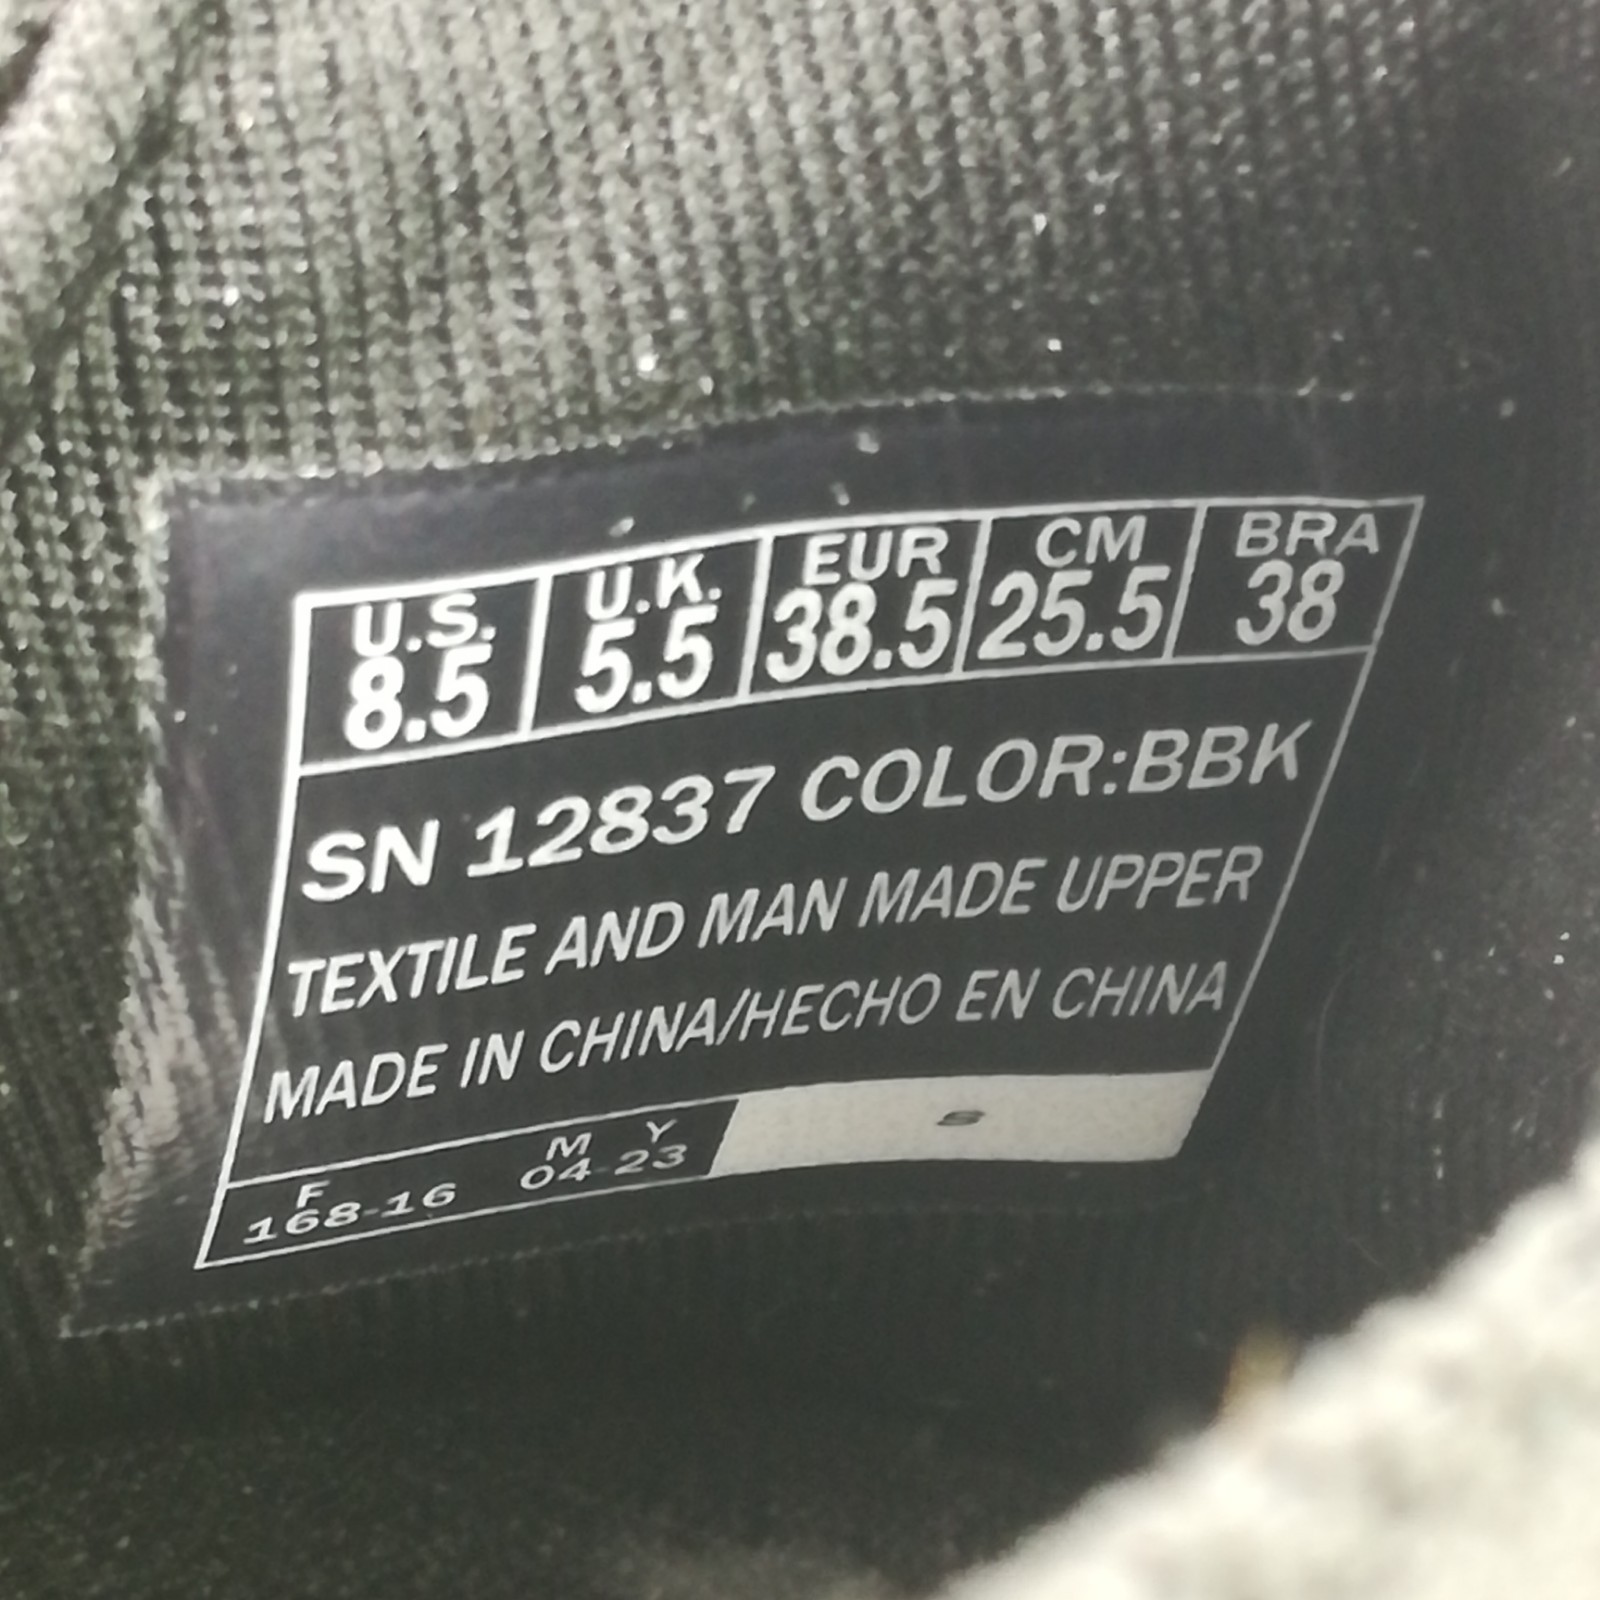 U.S. U.K. EUR CM BRA
8.5 5.5 38.5 25.5 38
SN 12837 COLOR:BBK
TEXTILE AND MAN MADE UPPER
MADE IN CHINA/HECHO EN CHINA
F M Y S
168-16 04-23